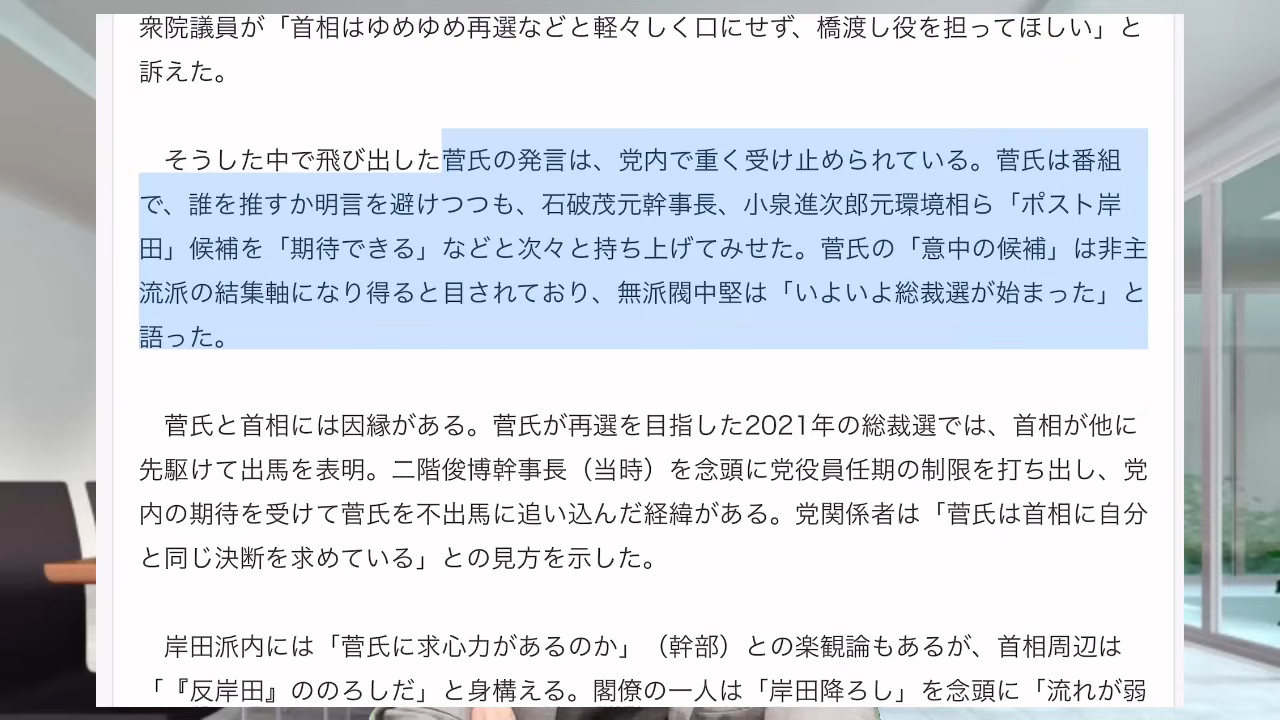 衆院議員が「首相はゆめゆめ再選などと軽々しく口にせず、橋渡し役を担ってほしい」と
訴えた。
そうした中で飛び出した菅氏の発言は、党内で重く受け止められている。菅氏は番組
で、誰を推すか明言を避けつつも、石破茂元幹事長、小泉進次郎元環境相ら「ポスト岸
田」候補を「期待できる」などと次々と持ち上げてみせた。菅氏の「意中の候補」は非主
流派の結集軸になり得ると目されており、無派閥中堅は「いよいよ総裁選が始まった」と
語った。
菅氏と首相には因縁がある。菅氏が再選を目指した2021年の総裁選では、首相が他に
先駆けて出馬を表明。二階俊博幹事長（当時）を念頭に党役員任期の制限を打ち出し、党
内の期待を受けて菅氏を不出馬に追い込んだ経緯がある。党関係者は「菅氏は首相に自分
と同じ決断を求めている」との見方を示した。
岸田派内には「菅氏に求心力があるのか」（幹部）との楽観論もあるが、首相周辺は
「『反岸田』ののろしだ」と身構える。閣僚の一人は「岸田降ろし」を念頭に「流れが弱